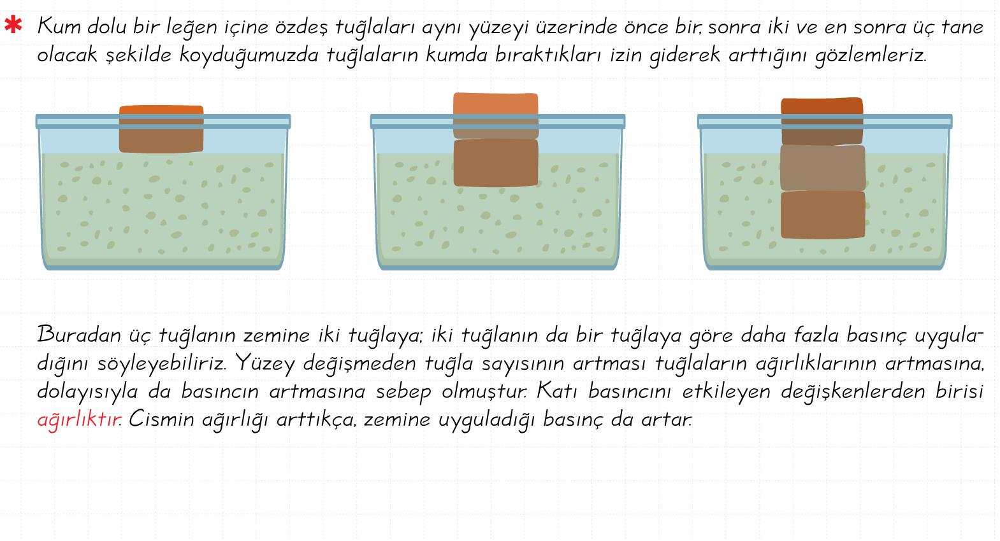 * Kum dolu bir leğen içine özdeş tuğlaları aynı yüzeyi üzerinde önce bir, sonra iki ve en sonra üç tane
olacak şekilde koyduğumuzda tuğlaların kumda bıraktıkları izin giderek arttığını gözlemleriz.
Buradan üç tuğlanın zemine iki tuğlaya; iki tuğlanın da bir tuğlaya göre daha fazla basınç uygula-
dığını söyleyebiliriz. Yüzey değişmeden tuğla sayısının artması tuğlaların ağırlıklarının artmasına,
dolayısıyla da basıncın artmasına sebep olmuştur. Katı basıncını etkileyen değişkenlerden birisi
ağırlıktır. Cismin ağırlığı arttıkça, zemine uyguladığı basınç da artar.